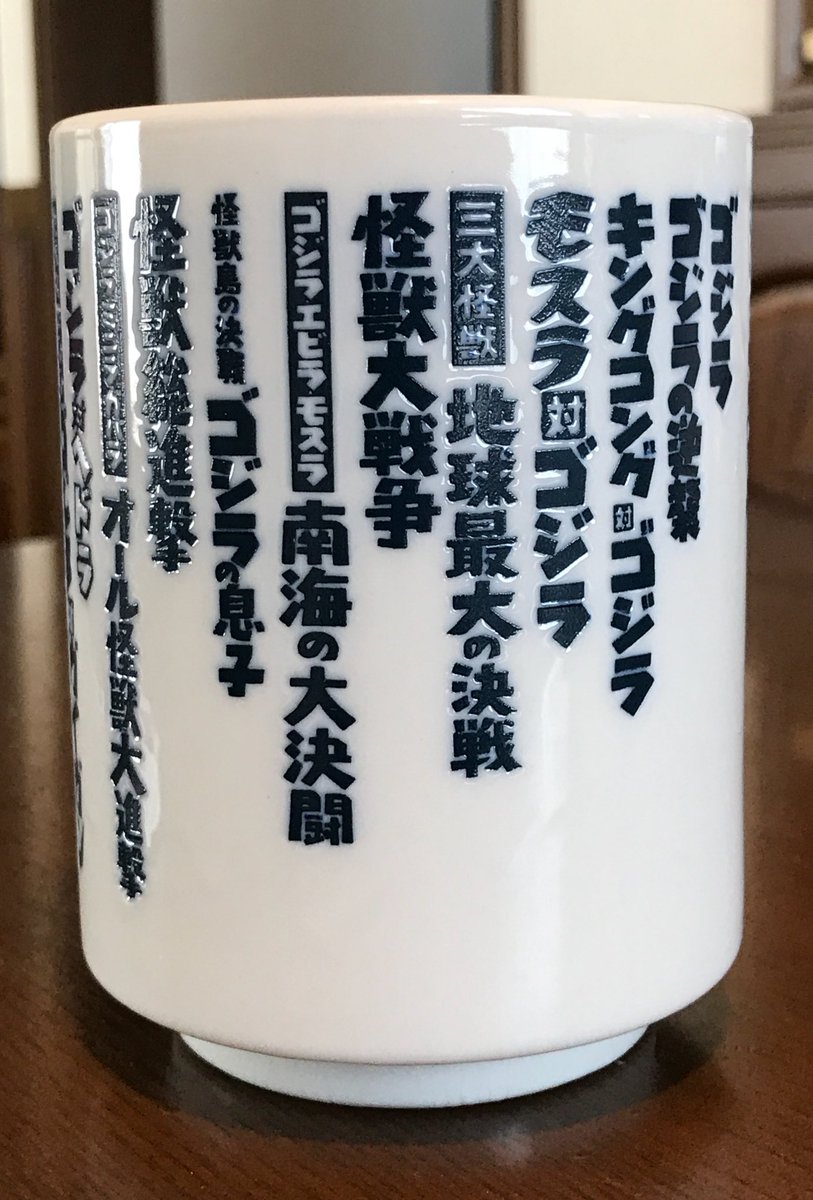 ゴジラ
ゴジラの逆襲
キングコング対ゴジラ
モスラ対ゴジラ
三大怪獣 地球最大の決戦
怪獣大戦争
ゴジラエビラモスラ 南海の大決闘
怪獣島の決戦 ゴジラの息子
怪獣総進撃
オール怪獣大進撃
ゴジラ対ヘドラ